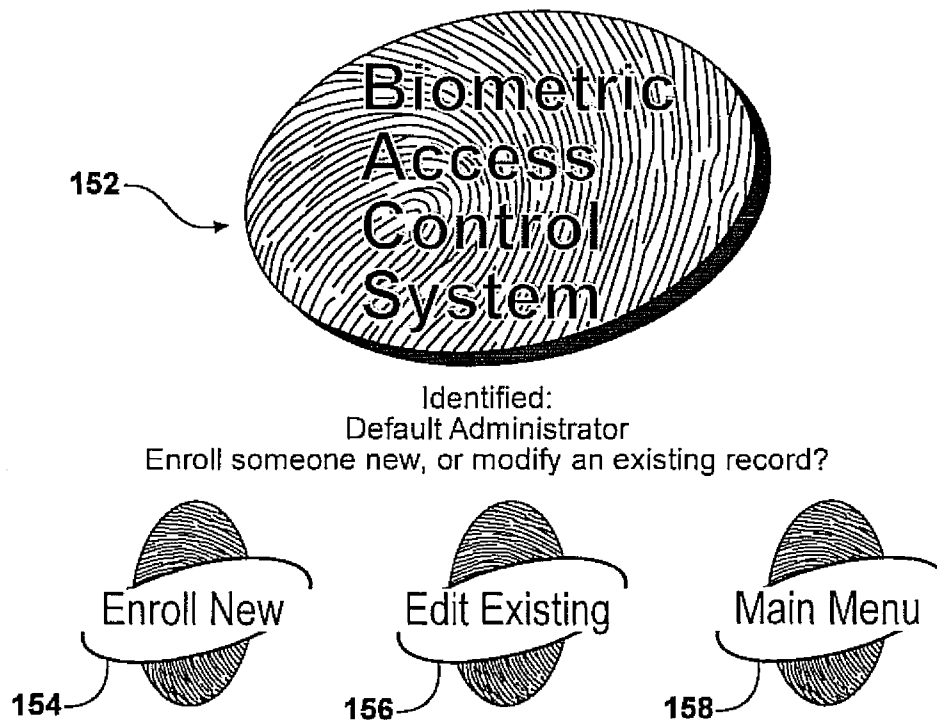 Biometric
Access
Control
System
152
Identified:
Default Administrator
Enroll someone new, or modify an existing record?
Enroll New
Edit Existing
Main Menu
154
156
158